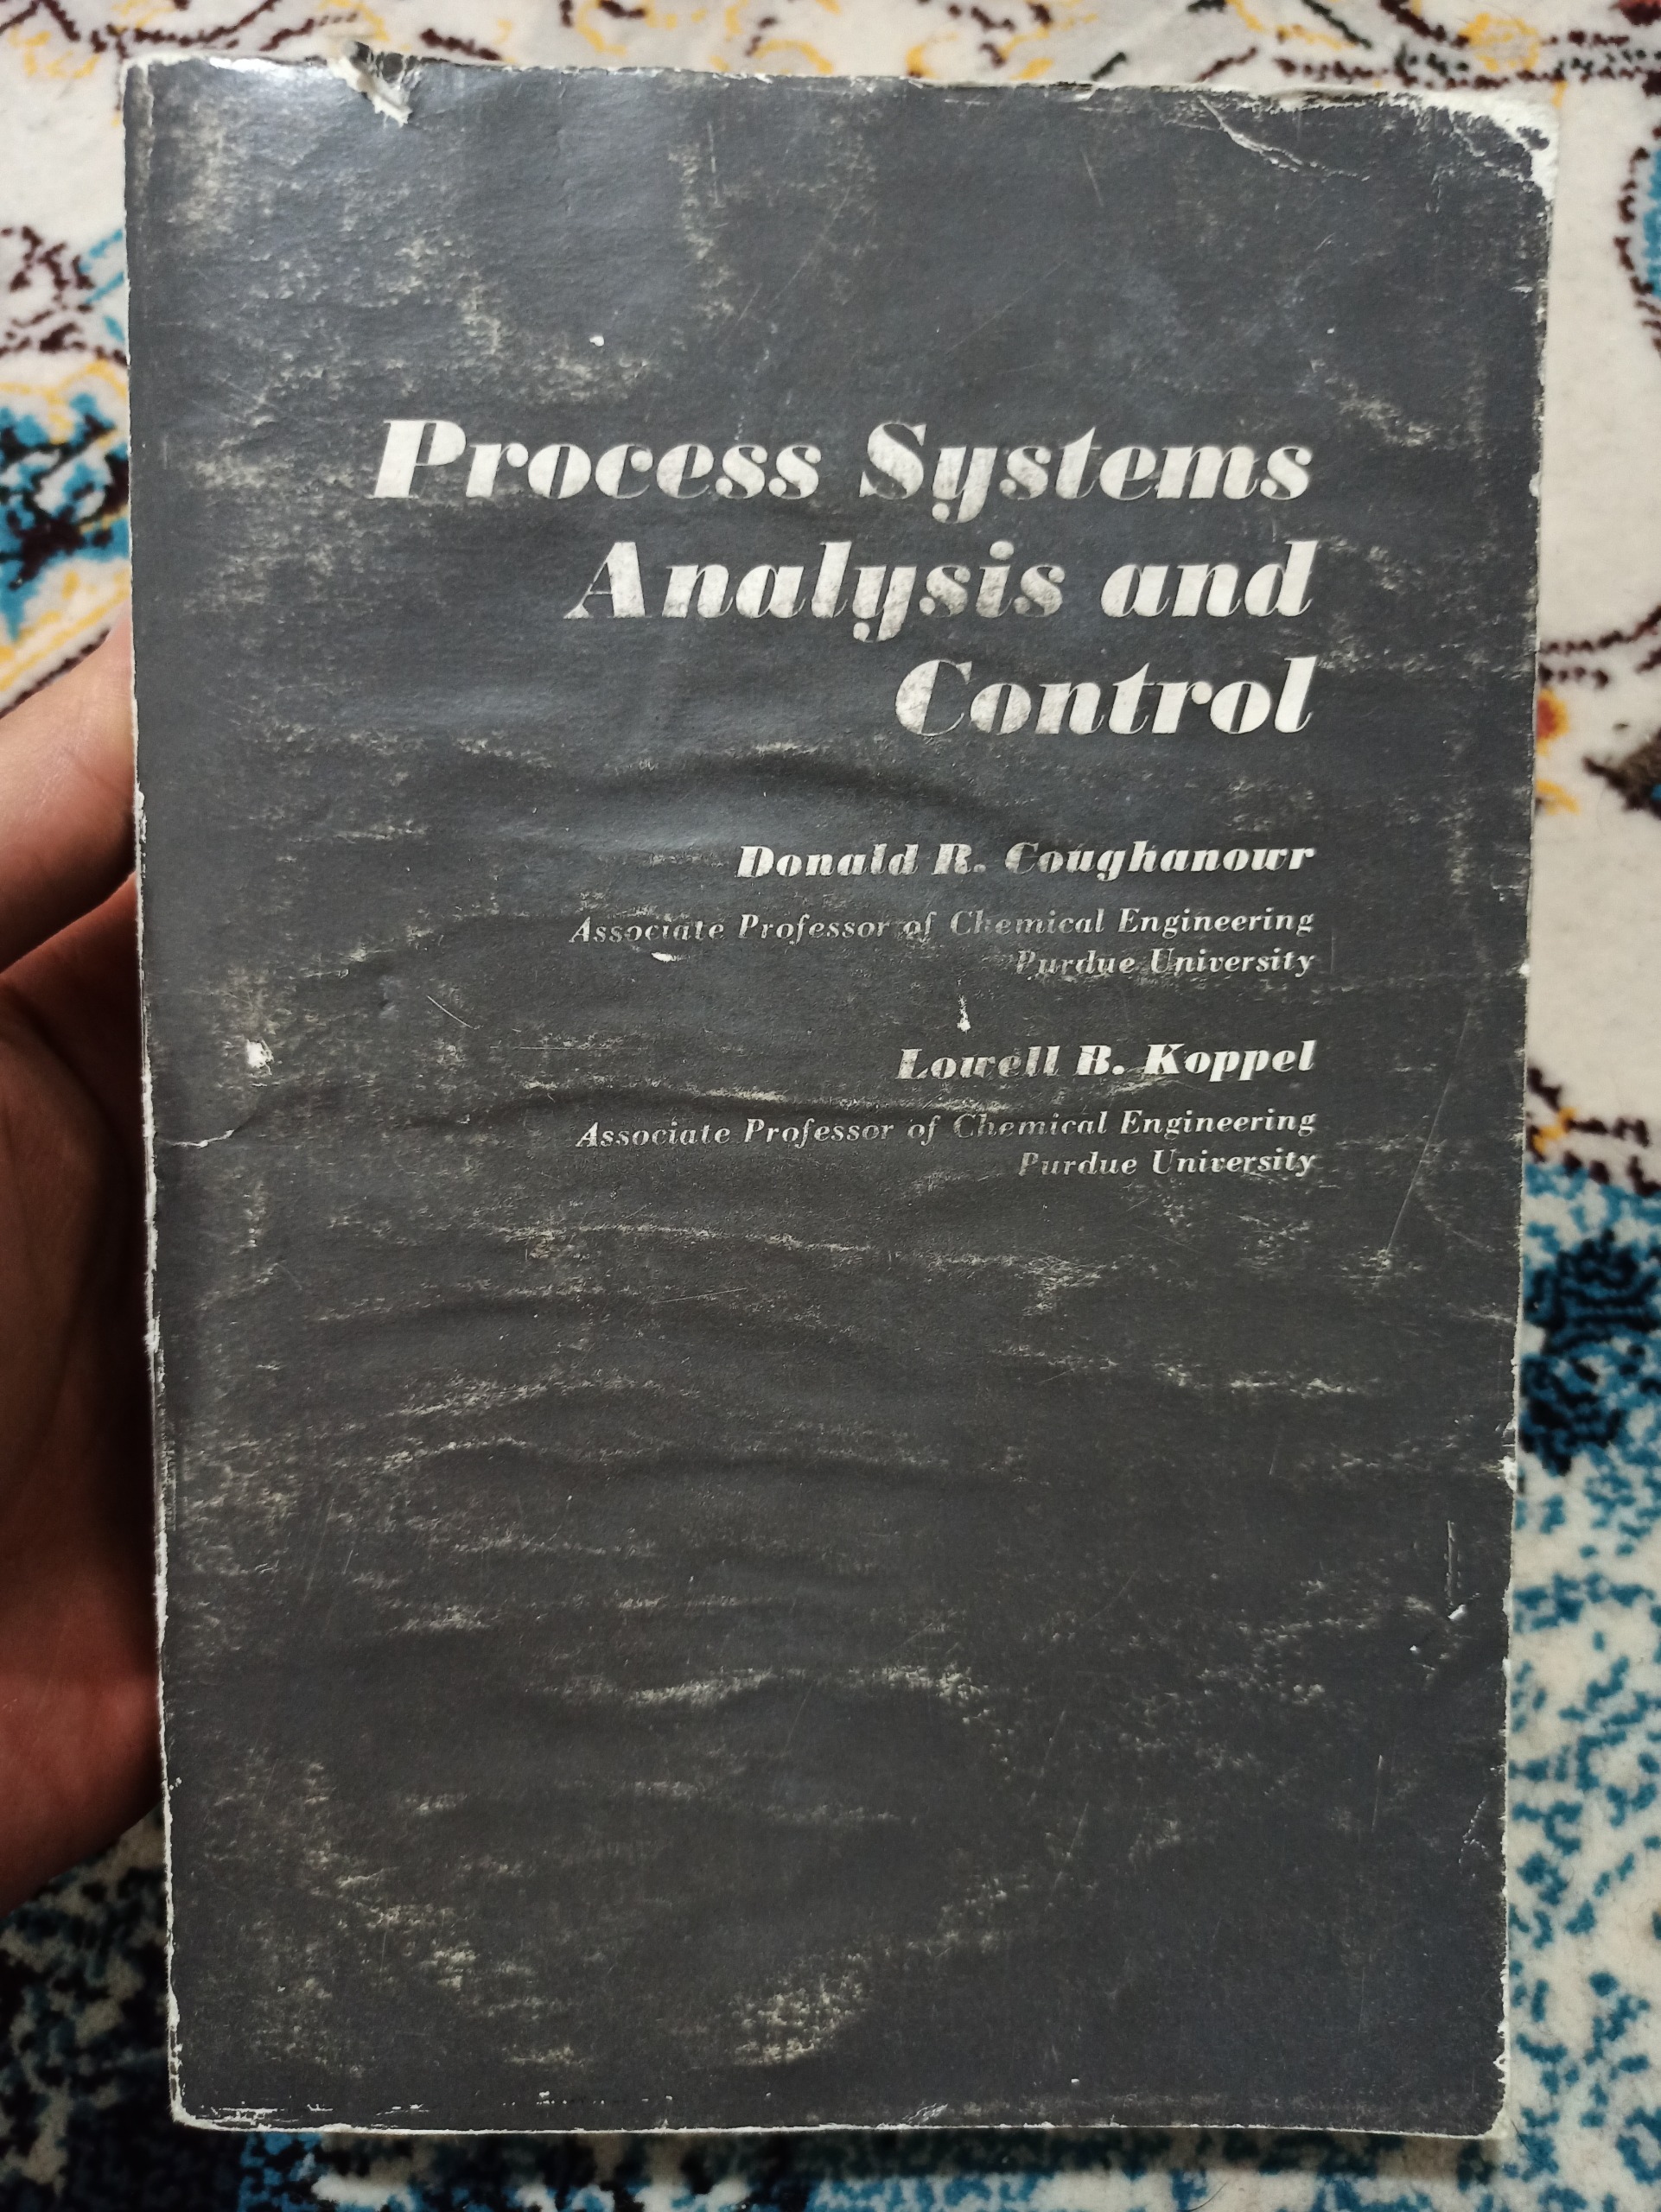 Process Systems
Analysis and
Control
Donald R. Coughanowr
Associate Professor of Chemical Engineering
Purdue University
Lowell B. Koppel
Associate Professor of Chemical Engineering
Purdue University